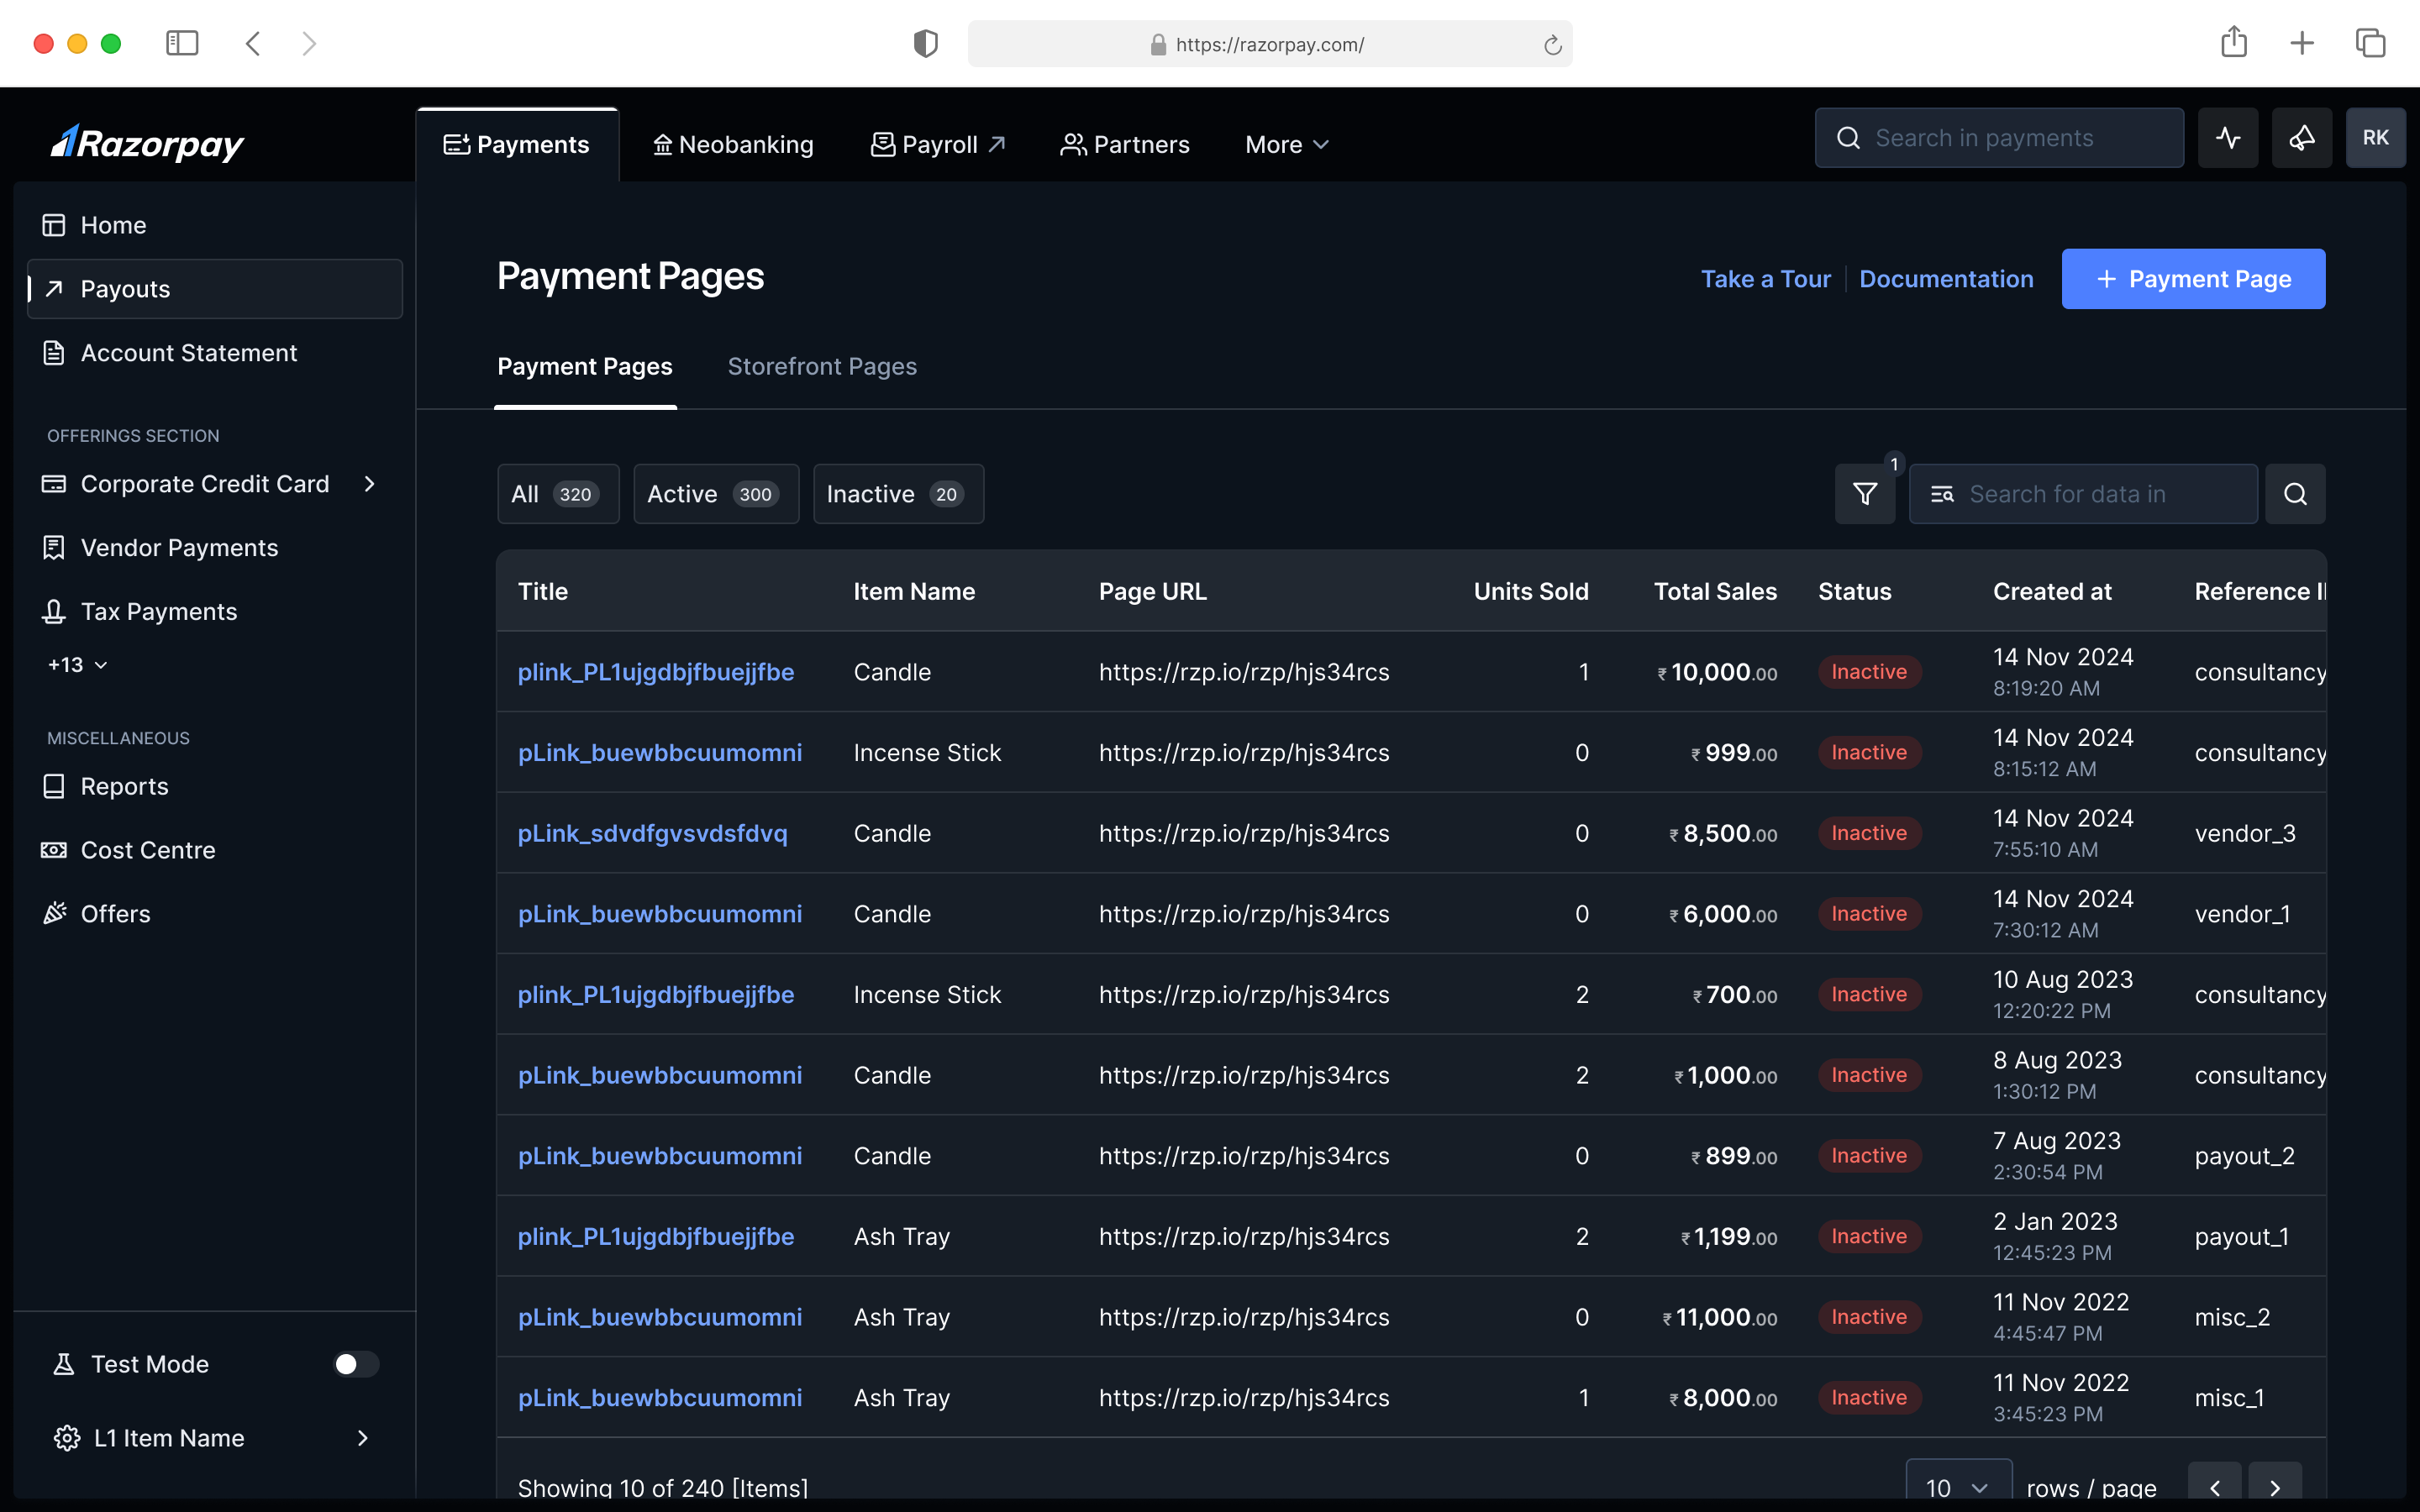 https://razorpay.com/
Razorpay
Payments
Neobanking
Payroll
Partners
More
Search in payments
RK
Home
Payouts
Account Statement
OFFERINGS SECTION
Corporate Credit Card
Vendor Payments
Tax Payments
+13
MISCELLANEOUS
Reports
Cost Centre
Offers
Test Mode
L1 Item Name
Payment Pages
Take a Tour
Documentation
+ Payment Page
Payment Pages
Storefront Pages
All 320
Active 300
Inactive 20
1
Search for data in
Title Item Name Page URL Units Sold Total Sales Status Created at Reference I
plink_PL1ujgdbjfbuejjfbe Candle https://rzp.io/rzp/hjs34rcs 1 ₹10,000.00 Inactive 14 Nov 2024 consultancy
8:19:20 AM
pLink_buewbbcuumomni Incense Stick https://rzp.io/rzp/hjs34rcs 0 ₹999.00 Inactive 14 Nov 2024 consultancy
8:15:12 AM
pLink_sdvdfgvsvdsfdvq Candle https://rzp.io/rzp/hjs34rcs 0 ₹8,500.00 Inactive 14 Nov 2024 vendor_3
7:55:10 AM
pLink_buewbbcuumomni Candle https://rzp.io/rzp/hjs34rcs 0 ₹6,000.00 Inactive 14 Nov 2024 vendor_1
7:30:12 AM
plink_PL1ujgdbjfbuejjfbe Incense Stick https://rzp.io/rzp/hjs34rcs 2 ₹700.00 Inactive 10 Aug 2023 consultancy
12:20:22 PM
pLink_buewbbcuumomni Candle https://rzp.io/rzp/hjs34rcs 2 ₹1,000.00 Inactive 8 Aug 2023 consultancy
1:30:12 PM
pLink_buewbbcuumomni Candle https://rzp.io/rzp/hjs34rcs 0 ₹899.00 Inactive 7 Aug 2023 payout_2
2:30:54 PM
plink_PL1ujgdbjfbuejjfbe Ash Tray https://rzp.io/rzp/hjs34rcs 2 ₹1,199.00 Inactive 2 Jan 2023 payout_1
12:45:23 PM
pLink_buewbbcuumomni Ash Tray https://rzp.io/rzp/hjs34rcs 0 ₹11,000.00 Inactive 11 Nov 2022 misc_2
4:45:47 PM
pLink_buewbbcuumomni Ash Tray https://rzp.io/rzp/hjs34rcs 1 ₹8,000.00 Inactive 11 Nov 2022 misc_1
3:45:23 PM
Showing 10 of 240 [Items]
10 rows / page